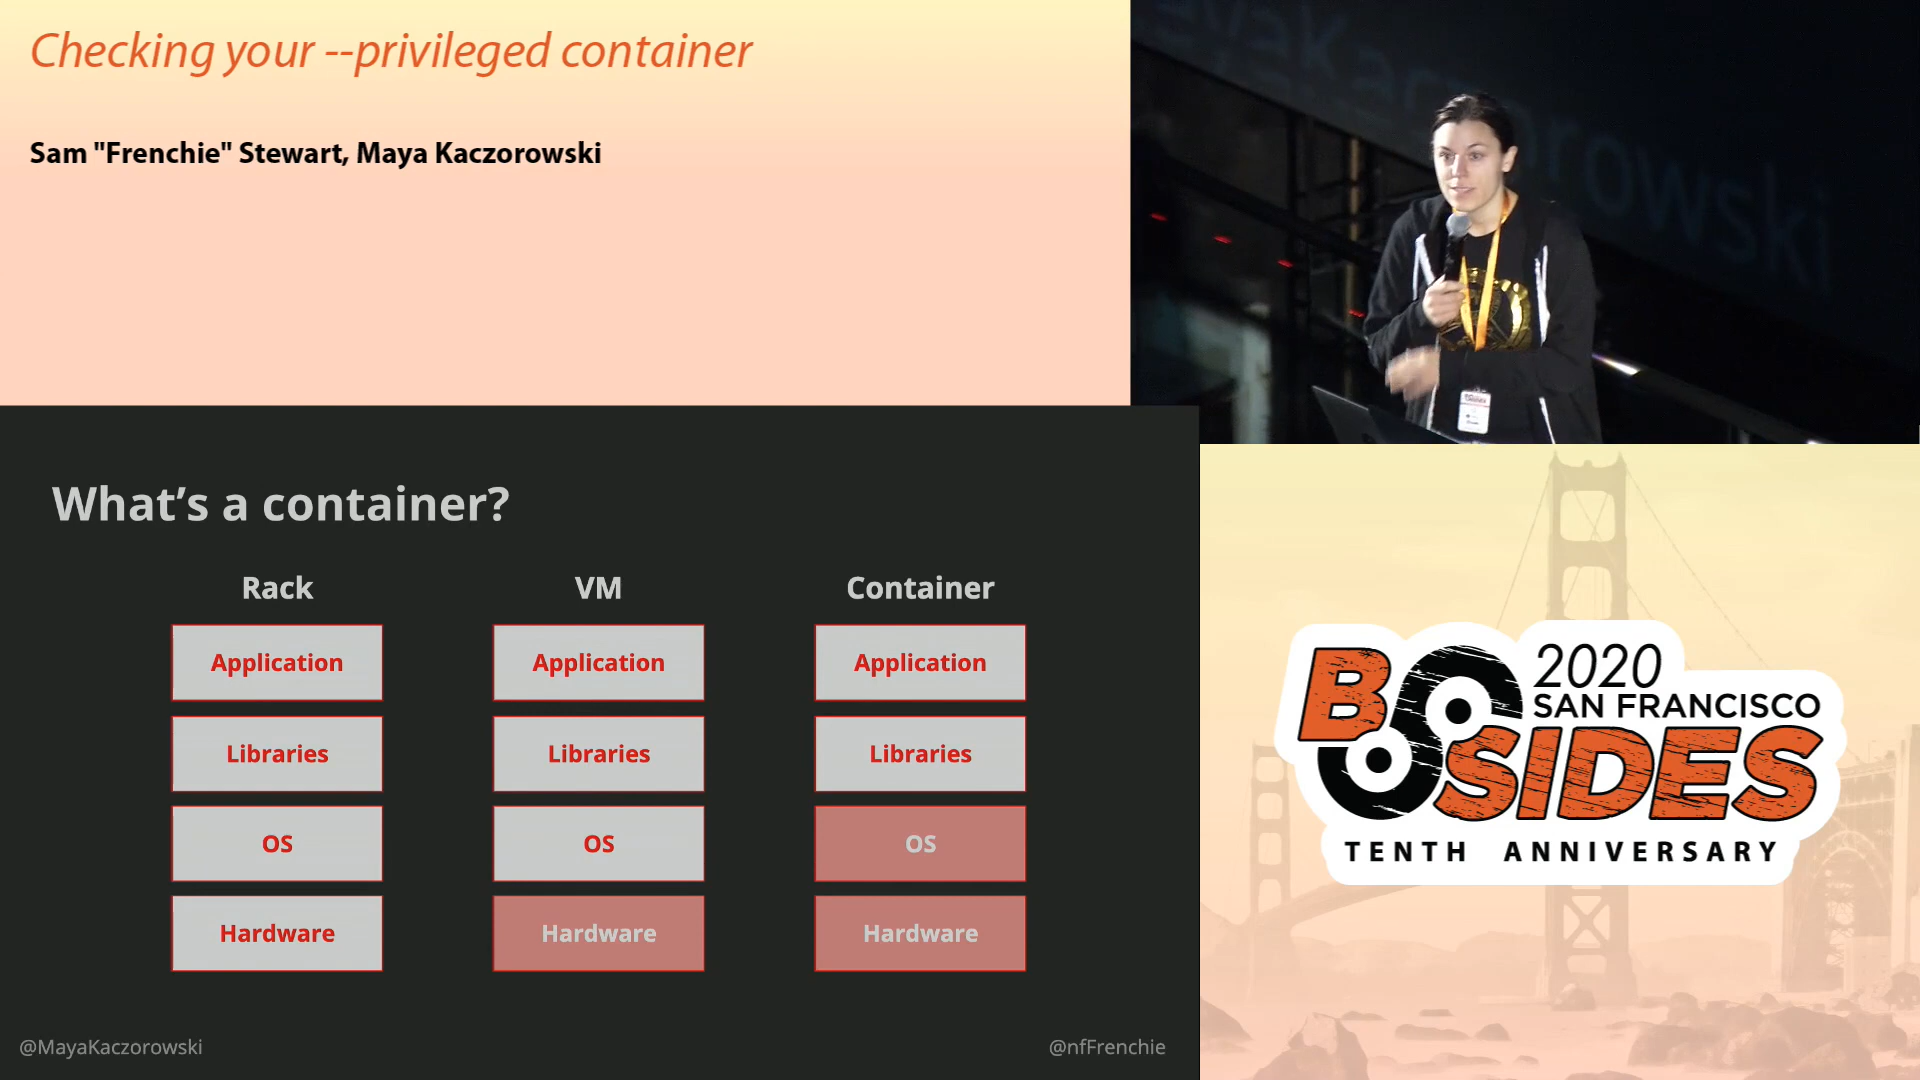 Checking your --privileged container
Sam "Frenchie" Stewart, Maya Kaczorowski
What's a container?
Rack
VM
Container
Application
Application
Application
Libraries
Libraries
Libraries
OS
OS
OS
Hardware
Hardware
Hardware
@MayaKaczorowski
@nfFrenchie
2020
SAN FRANCISCO
BSIDES
TENTH ANNIVERSARY